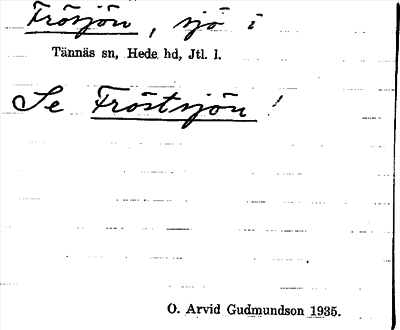 Frösjön, sjö i
Tännäs sn, Hede hd, Jtl. l.
Se Fröstsjön!
O. Arvid Gudmundson 1935.